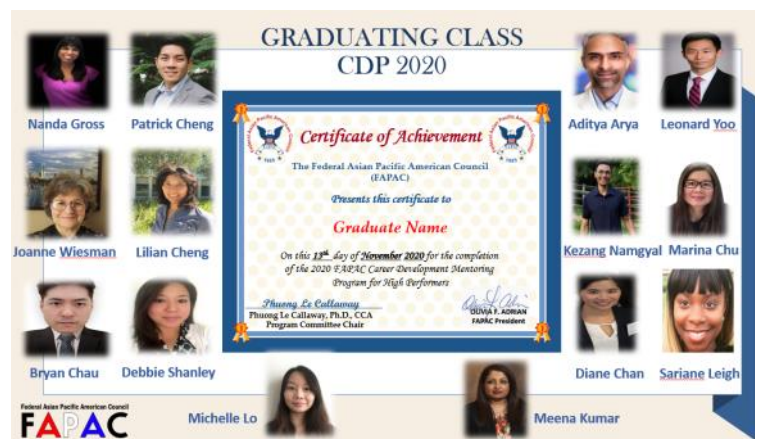 GRADUATING CLASS
CDP 2020
Nanda Gross
Patrick Cheng
Aditya Arya
Leonard Yoo
Certificate of Achievement
The Federal Asian Pacific American Council
(FAPAC)
Presents this certificate to
Graduate Name
On this 13th day of November 2020 for the completion
of the 2020 FAPAC Career Development Mentoring
Program for High Performers
Phuong Le Callaway
Phuong Le Callaway, Ph.D., CCA
Program Committee Chair
OLIVIA F. ADRIAN
FAPAC President
Joanne Wiesman
Lilian Cheng
Kezang Namgyal
Marina Chu
Bryan Chau
Debbie Shanley
Diane Chan
Sariane Leigh
Michelle Lo
Meena Kumar
Federal Asian Pacific American Council
FAPAC